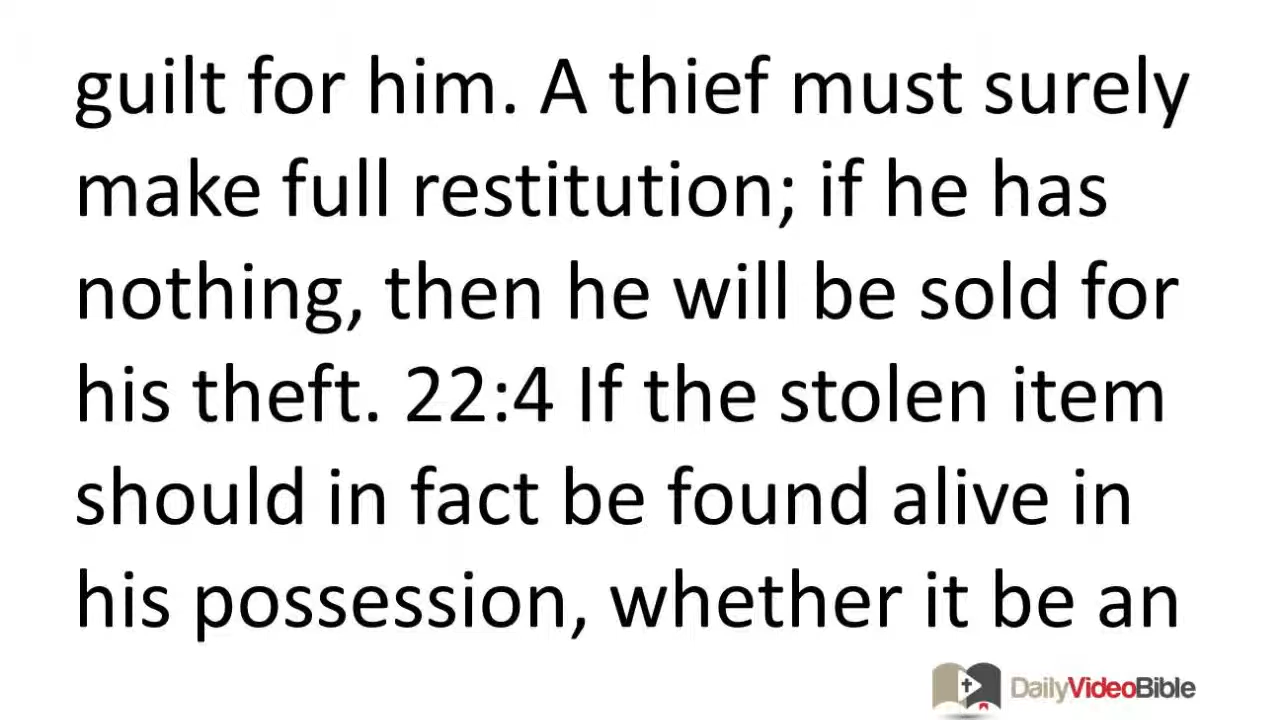 guilt for him. A thief must surely
make full restitution; if he has
nothing, then he will be sold for
his theft. 22:4 If the stolen item
should in fact be found alive in
his possession, whether it be an
DailyVideoBible